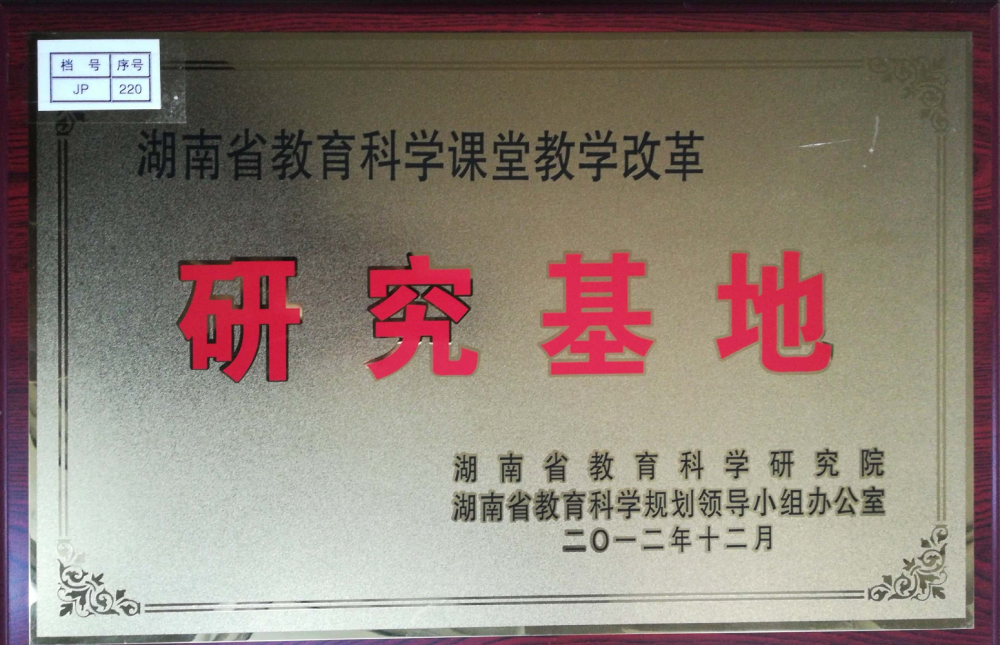 档 号 序号
JP 220
湖南省教育科学课堂教学改革
研究基地
湖南省教育科学研究院
湖南省教育科学规划领导小组办公室
二〇一二年十二月